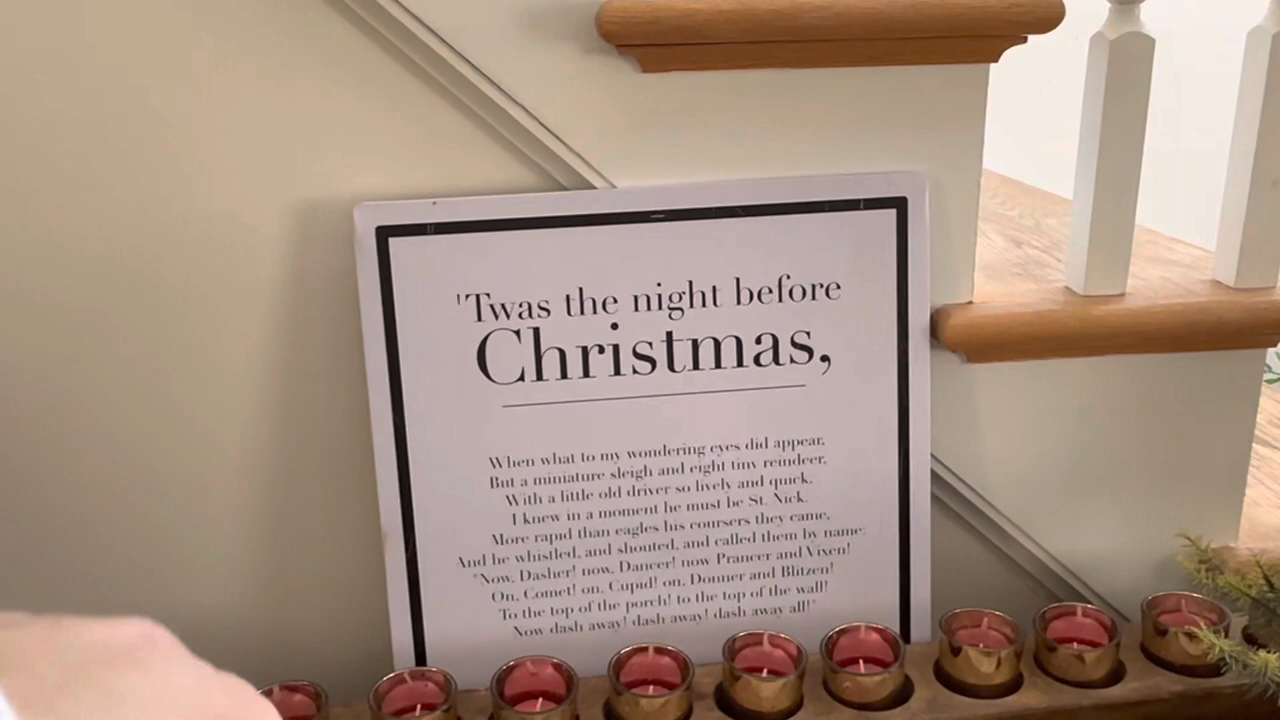 'Twas the night before
Christmas,
When what to my wondering eyes did appear,
But a miniature sleigh and eight tiny reindeer,
With a little old driver so lively and quick,
I knew in a moment he must be St. Nick.
More rapid than eagles his coursers they came,
And he whistled, and shouted, and called them by name:
"Now, Dasher! now, Dancer! now Prancer and Vixen!
On, Comet! on, Cupid! on, Donner and Blitzen!
To the top of the porch! to the top of the wall!
Now dash away! dash away! dash away all!"